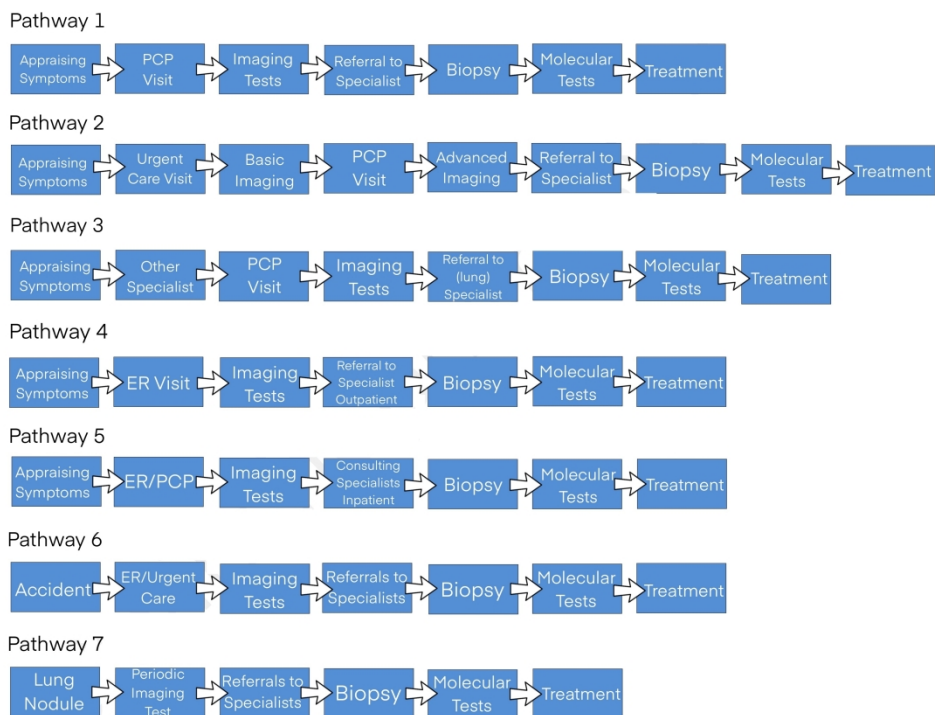 Pathway 1
Appraising
Symptoms
PCP
Visit
Imaging
Tests
Referral to
Specialist
Biopsy
Molecular
Tests
Treatment
Pathway 2
Appraising
Symptoms
Urgent
Care Visit
Basic
Imaging
PCP
Visit
Advanced
Imaging
Referral to
Specialist
Biopsy
Molecular
Tests
Treatment
Pathway 3
Appraising
Symptoms
Other
Specialist
PCP
Visit
Imaging
Tests
Referral to
(lung)
Specialist
Biopsy
Molecular
Tests
Treatment
Pathway 4
Appraising
Symptoms
ER Visit
Imaging
Tests
Referral to
Specialist
Outpatient
Biopsy
Molecular
Tests
Treatment
Pathway 5
Appraising
Symptoms
ER/PCP
Imaging
Tests
Consulting
Specialists
Inpatient
Biopsy
Molecular
Tests
Treatment
Pathway 6
Accident
ER/Urgent
Care
Imaging
Tests
Referrals to
Specialists
Biopsy
Molecular
Tests
Treatment
Pathway 7
Lung
Nodule
Periodic
Imaging
Test
Referrals to
Specialists
Biopsy
Molecular
Tests
Treatment